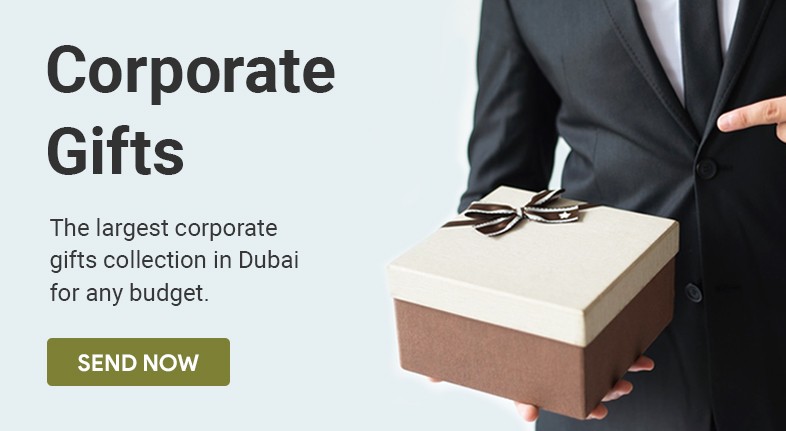 Corporate
Gifts
The largest corporate
gifts collection in Dubai
for any budget.
SEND NOW